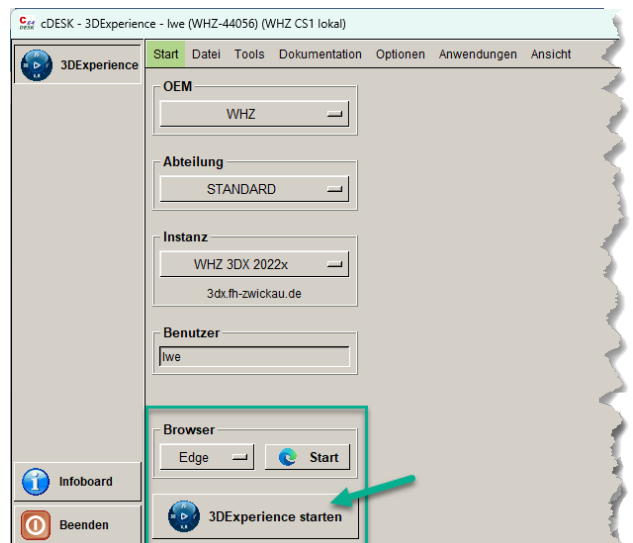 cDESK - 3DExperience - lwe (WHZ-44056) (WHZ CS1 lokal)
3DExperience
Start Datei Tools Dokumentation Optionen Anwendungen Ansicht
OEM
WHZ
Abteilung
STANDARD
Instanz
WHZ 3DX 2022x
3dx.fh-zwickau.de
Benutzer
lwe
Browser
Edge Start
3DExperience starten
Infoboard
Beenden